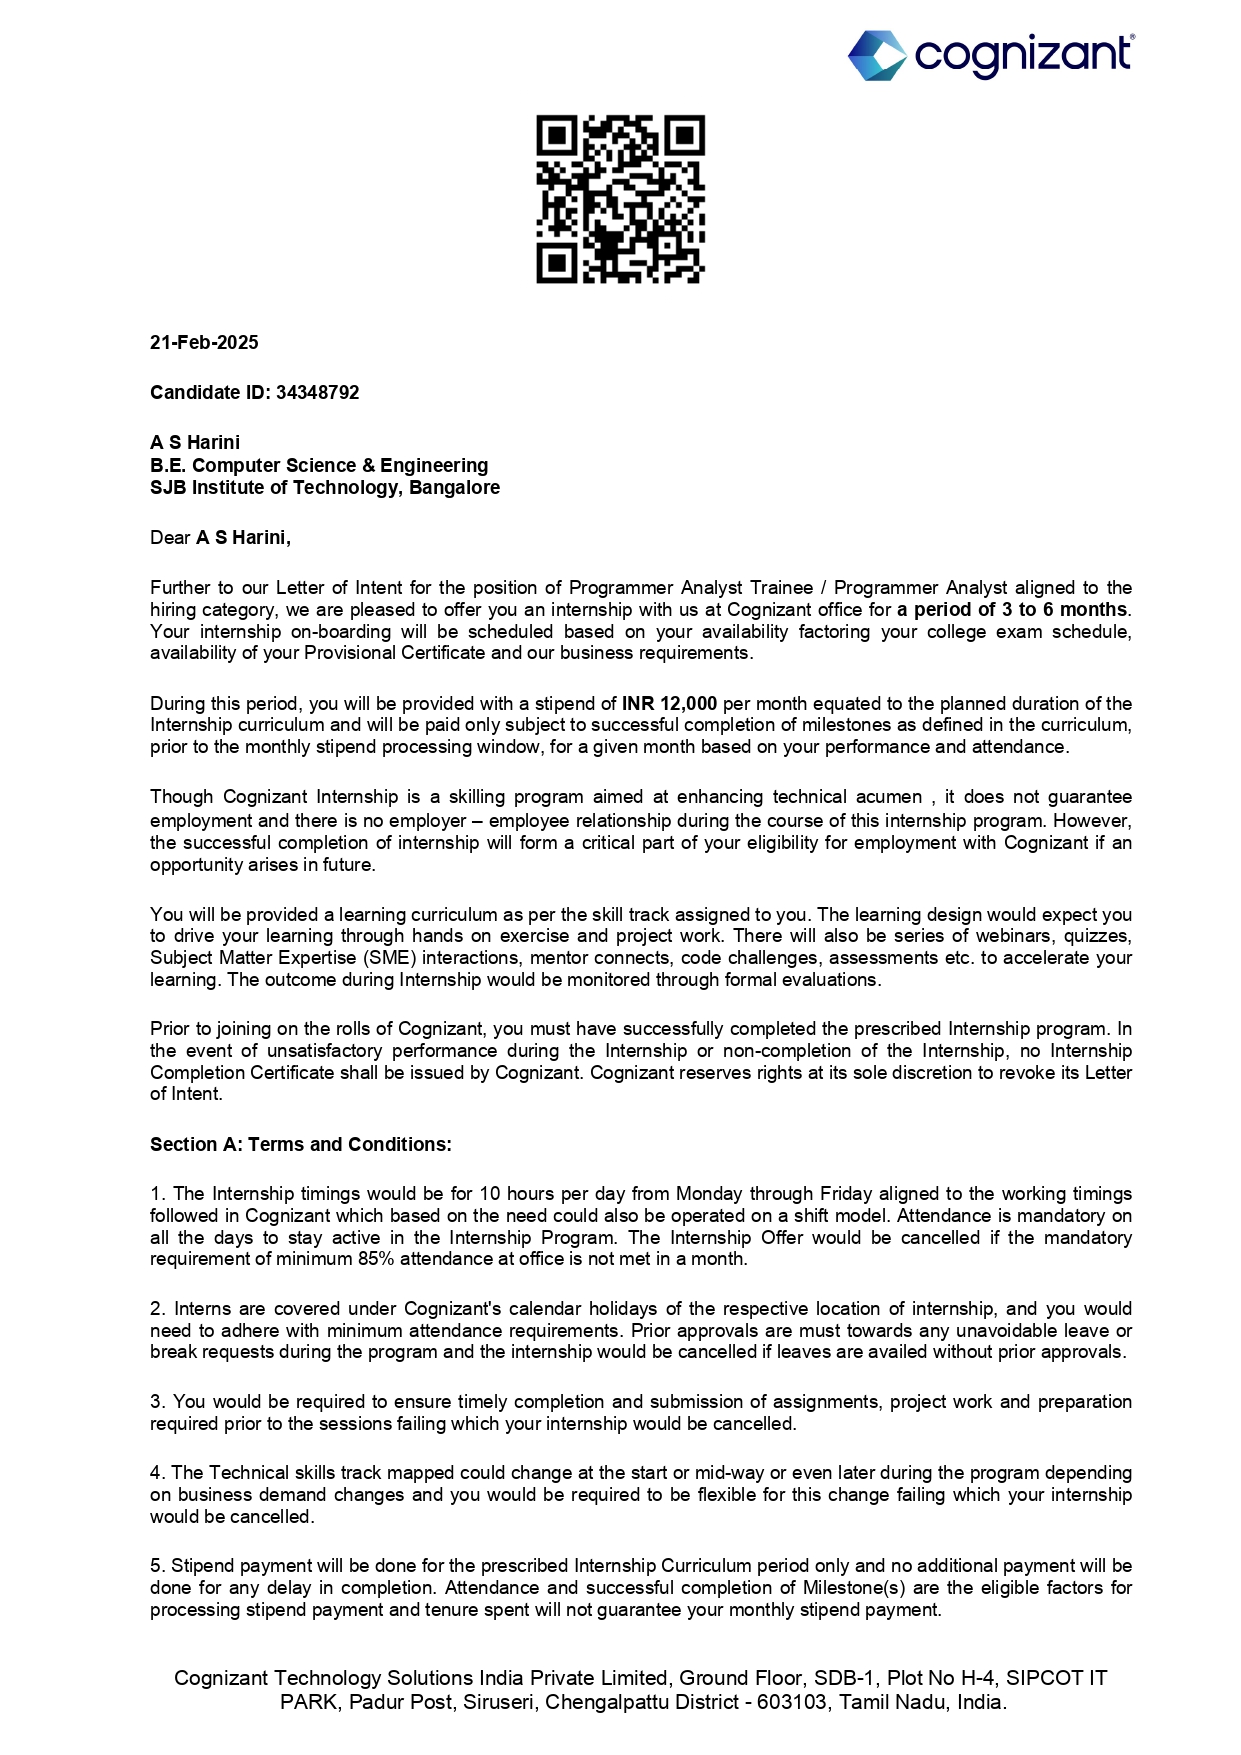 cognizant®
21-Feb-2025
Candidate ID: 34348792
A S Harini
B.E. Computer Science & Engineering
SJB Institute of Technology, Bangalore
Dear A S Harini,
Further to our Letter of Intent for the position of Programmer Analyst Trainee / Programmer Analyst aligned to the
hiring category, we are pleased to offer you an internship with us at Cognizant office for a period of 3 to 6 months.
Your internship on-boarding will be scheduled based on your availability factoring your college exam schedule,
availability of your Provisional Certificate and our business requirements.
During this period, you will be provided with a stipend of INR 12,000 per month equated to the planned duration of the
Internship curriculum and will be paid only subject to successful completion of milestones as defined in the curriculum,
prior to the monthly stipend processing window, for a given month based on your performance and attendance.
Though Cognizant Internship is a skilling program aimed at enhancing technical acumen , it does not guarantee
employment and there is no employer – employee relationship during the course of this internship program. However,
the successful completion of internship will form a critical part of your eligibility for employment with Cognizant if an
opportunity arises in future.
You will be provided a learning curriculum as per the skill track assigned to you. The learning design would expect you
to drive your learning through hands on exercise and project work. There will also be series of webinars, quizzes,
Subject Matter Expertise (SME) interactions, mentor connects, code challenges, assessments etc. to accelerate your
learning. The outcome during Internship would be monitored through formal evaluations.
Prior to joining on the rolls of Cognizant, you must have successfully completed the prescribed Internship program. In
the event of unsatisfactory performance during the Internship or non-completion of the Internship, no Internship
Completion Certificate shall be issued by Cognizant. Cognizant reserves rights at its sole discretion to revoke its Letter
of Intent.
Section A: Terms and Conditions:
1. The Internship timings would be for 10 hours per day from Monday through Friday aligned to the working timings
followed in Cognizant which based on the need could also be operated on a shift model. Attendance is mandatory on
all the days to stay active in the Internship Program. The Internship Offer would be cancelled if the mandatory
requirement of minimum 85% attendance at office is not met in a month.
2. Interns are covered under Cognizant's calendar holidays of the respective location of internship, and you would
need to adhere with minimum attendance requirements. Prior approvals are must towards any unavoidable leave or
break requests during the program and the internship would be cancelled if leaves are availed without prior approvals.
3. You would be required to ensure timely completion and submission of assignments, project work and preparation
required prior to the sessions failing which your internship would be cancelled.
4. The Technical skills track mapped could change at the start or mid-way or even later during the program depending
on business demand changes and you would be required to be flexible for this change failing which your internship
would be cancelled.
5. Stipend payment will be done for the prescribed Internship Curriculum period only and no additional payment will be
done for any delay in completion. Attendance and successful completion of Milestone(s) are the eligible factors for
processing stipend payment and tenure spent will not guarantee your monthly stipend payment.
Cognizant Technology Solutions India Private Limited, Ground Floor, SDB-1, Plot No H-4, SIPCOT IT
PARK, Padur Post, Siruseri, Chengalpattu District - 603103, Tamil Nadu, India.